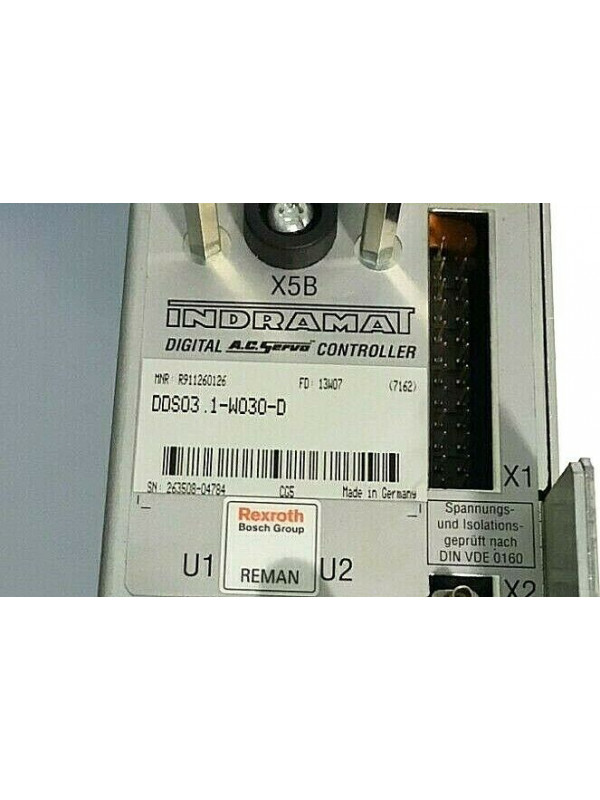 X5B
INDRAMAT
DIGITAL A.C. Servo™ CONTROLLER
MNR: R911260126 FD: 13W07 (7162)
DDS03.1-W030-D
SN: 263508-04784 CG5 Made in Germany
X1
Rexroth
Bosch Group
U1 REMAN U2
Spannungs-
und Isolations-
geprüft nach
DIN VDE 0160
X2